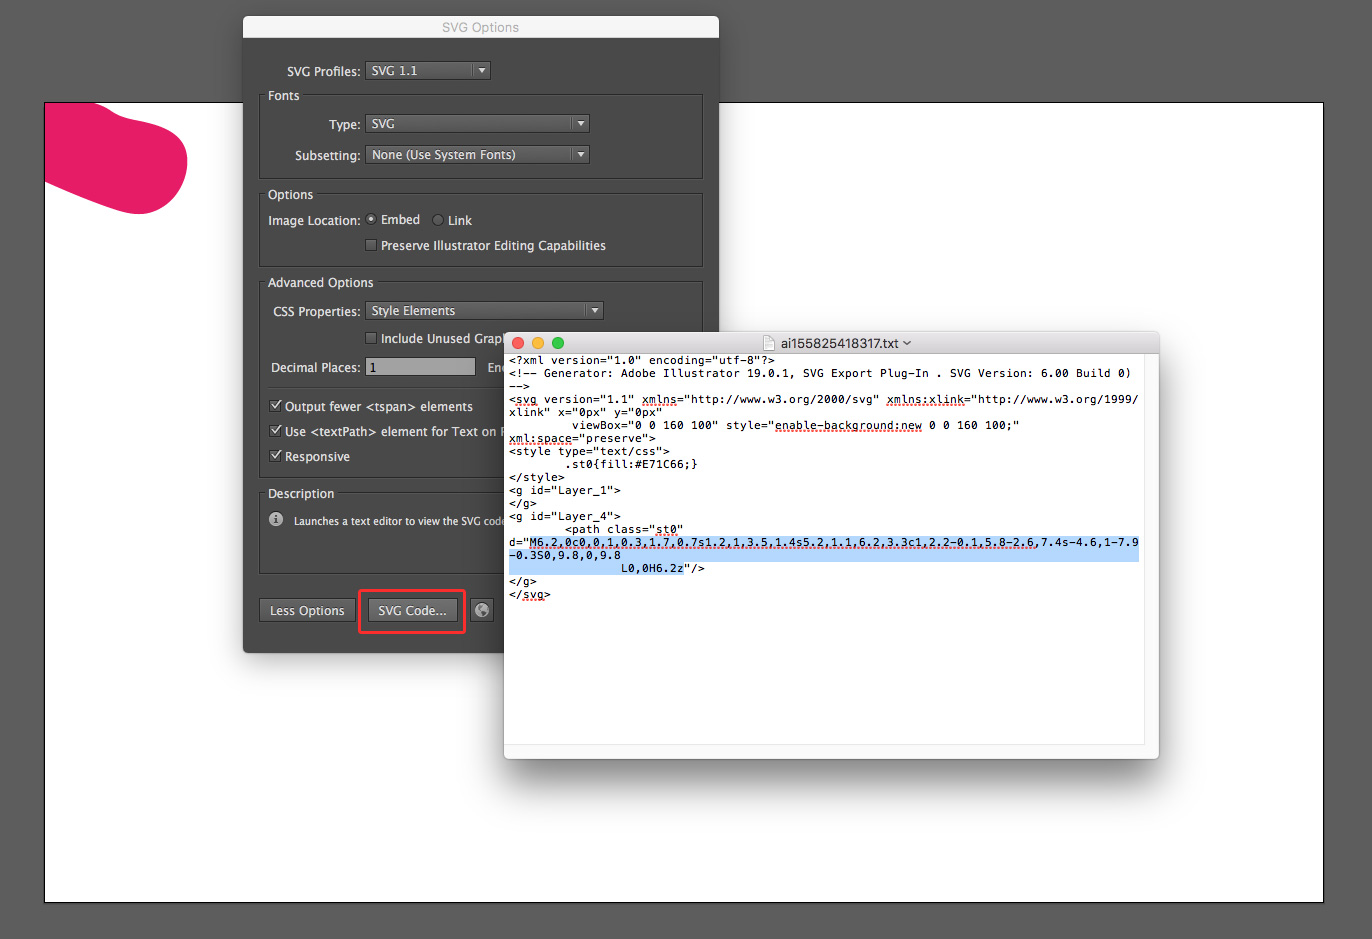 SVG Options
SVG Profiles: SVG 1.1
Fonts
Type: SVG
Subsetting: None (Use System Fonts)
Options
Image Location: Embed Link
Preserve Illustrator Editing Capabilities
Advanced Options
CSS Properties: Style Elements
Include Unused Grap
Decimal Places: 1 En
Output fewer <tspan> elements
Use <textPath> element for Text on
Responsive
Description
Launches a text editor to view the SVG code
Less Options
SVG Code...
ai155825418317.txt
<?xml version="1.0" encoding="utf-8"?>
<!-- Generator: Adobe Illustrator 19.0.1, SVG Export Plug-In . SVG Version: 6.00 Build 0)
-->
<svg version="1.1" xmlns="http://www.w3.org/2000/svg" xmlns:xlink="http://www.w3.org/1999/
xlink" x="0px" y="0px"
viewBox="0 0 160 100" style="enable-background:new 0 0 160 100;"
xml:space="preserve">
<style type="text/css">
.st0{fill:#E71C66;}
</style>
<g id="Layer_1">
</g>
<g id="Layer_4">
<path class="st0"
d="M6.2,0c0,0,1,0.3,1.7,0.7s1.2,1,3.5,1.4s5.2,1.1,6.2,3.3c1,2.2-0.1,5.8-2.6,7.4s-4.6,1-7.9
-0.3S0,9.8,0,9.8
L0,0H6.2z"/>
</g>
</svg>